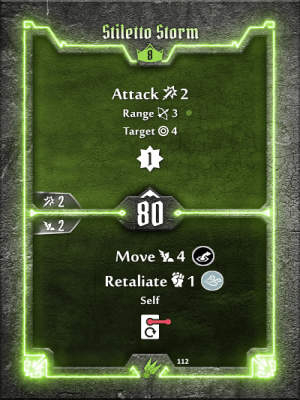 Stiletto Storm
8
Attack 2
Range 3
Target 4
1
2
80
2
Move 4
Retaliate 1
Self
112